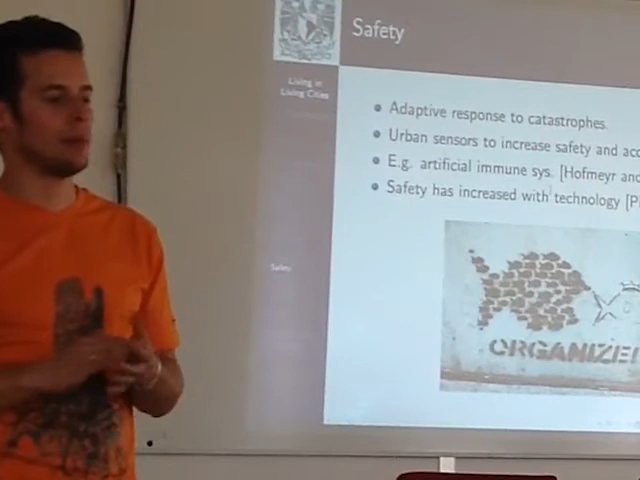 Safety
Living in
Living Cities
Adaptive response to catastrophes.
Urban sensors to increase safety and acc
E.g. artificial immune sys. [Hofmeyr and
Safety has increased with technology [Pi
Safety
ORGANIZE!